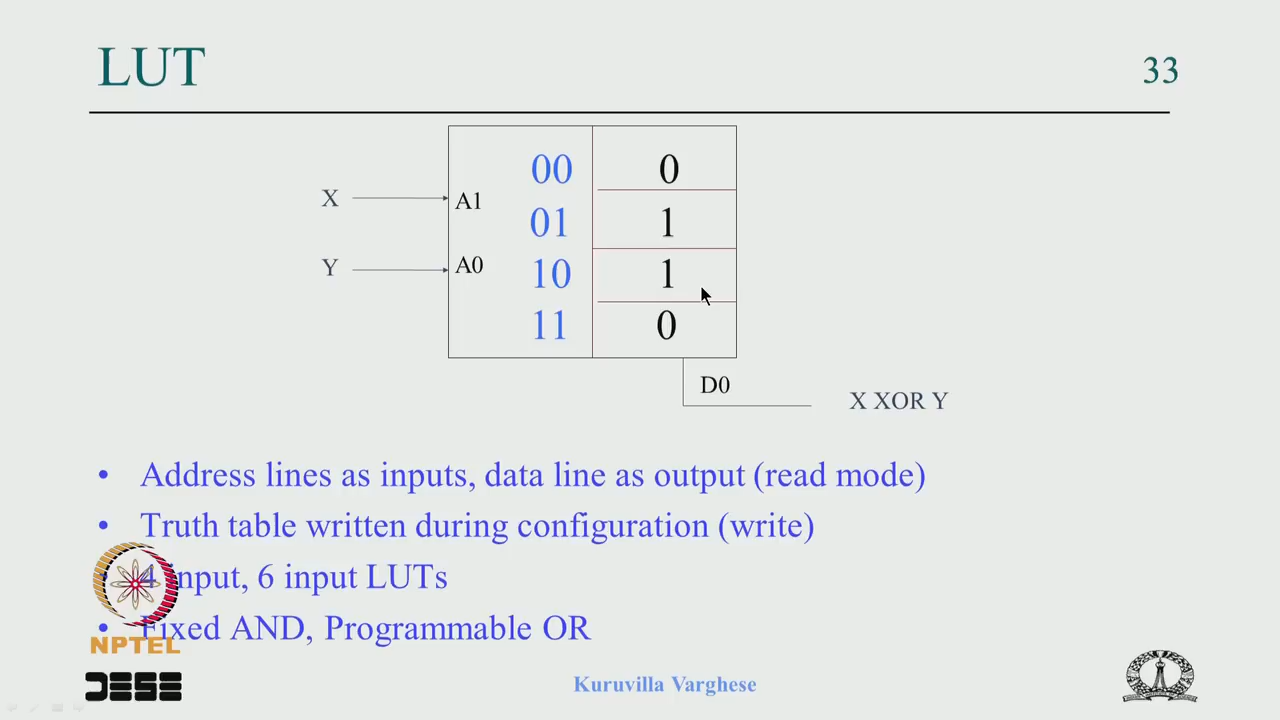 LUT
33
00 0
X A1
01 1
Y A0
10 1
11 0
D0
X XOR Y
• Address lines as inputs, data line as output (read mode)
• Truth table written during configuration (write)
• 4 input, 6 input LUTs
• Fixed AND, Programmable OR
NPTEL
DESE
Kuruvilla Varghese